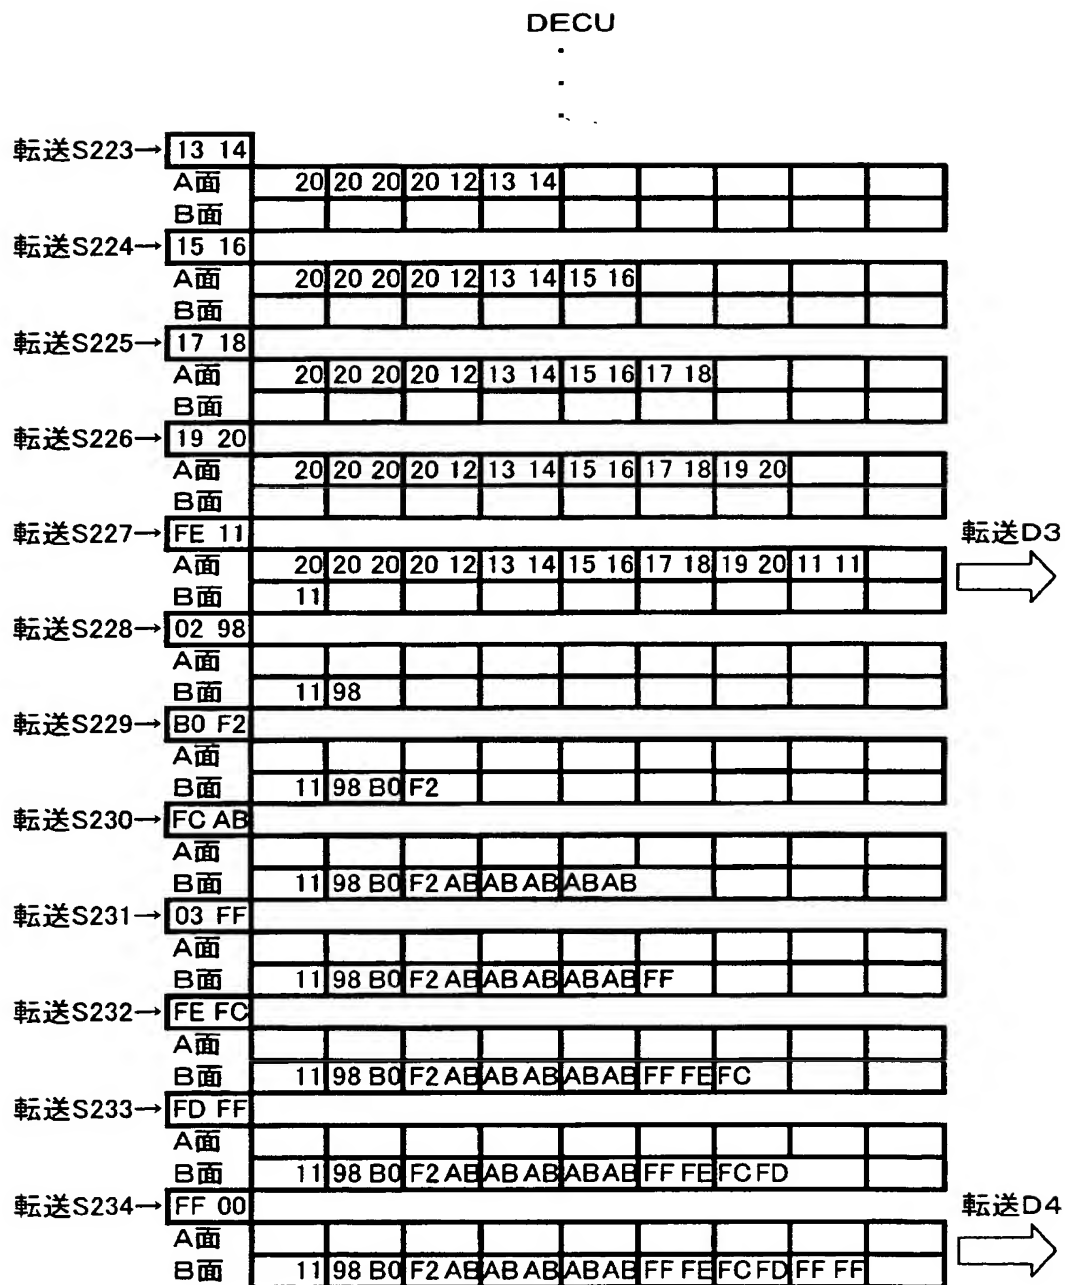 DECU
転送S223→ 13 14
A面 20 20 20 20 12 13 14
B面
転送S224→ 15 16
A面 20 20 20 20 12 13 14 15 16
B面
転送S225→ 17 18
A面 20 20 20 20 12 13 14 15 16 17 18
B面
転送S226→ 19 20
A面 20 20 20 20 12 13 14 15 16 17 18 19 20
B面
転送S227→ FE 11 転送D3
A面 20 20 20 20 12 13 14 15 16 17 18 19 20 11 11
B面 11
転送S228→ 02 98
A面
B面 11 98
転送S229→ B0 F2
A面
B面 11 98 B0 F2
転送S230→ FC AB
A面
B面 11 98 B0 F2 AB AB AB AB AB
転送S231→ 03 FF
A面
B面 11 98 B0 F2 AB AB AB AB AB FF
転送S232→ FE FC
A面
B面 11 98 B0 F2 AB AB AB AB AB FF FE FC
転送S233→ FD FF
A面
B面 11 98 B0 F2 AB AB AB AB AB FF FE FC FD
転送S234→ FF 00 転送D4
A面
B面 11 98 B0 F2 AB AB AB AB AB FF FE FC FD FF FF